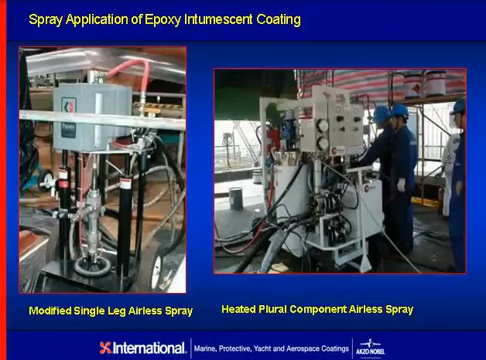 Spray Application of Epoxy Intumescent Coating
Modified Single Leg Airless Spray
Heated Plural Component Airless Spray
International.
Marine, Protective, Yacht and Aerospace Coatings
AKZO NOBEL